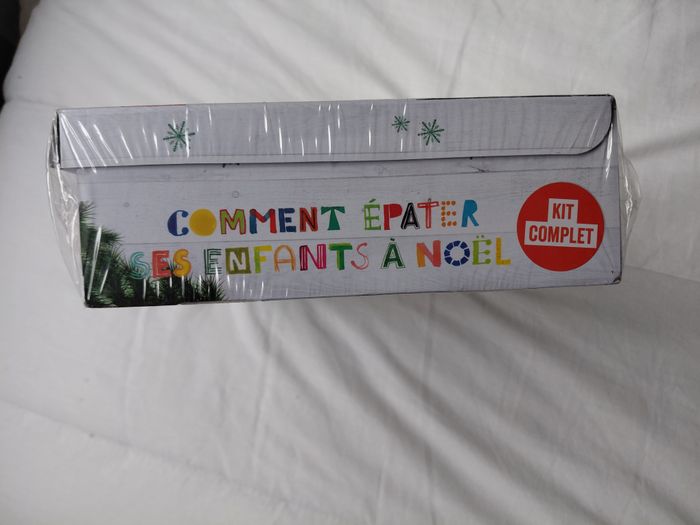 COMMENT ÉPATER
SES ENFANTS À NOËL
KIT
COMPLET